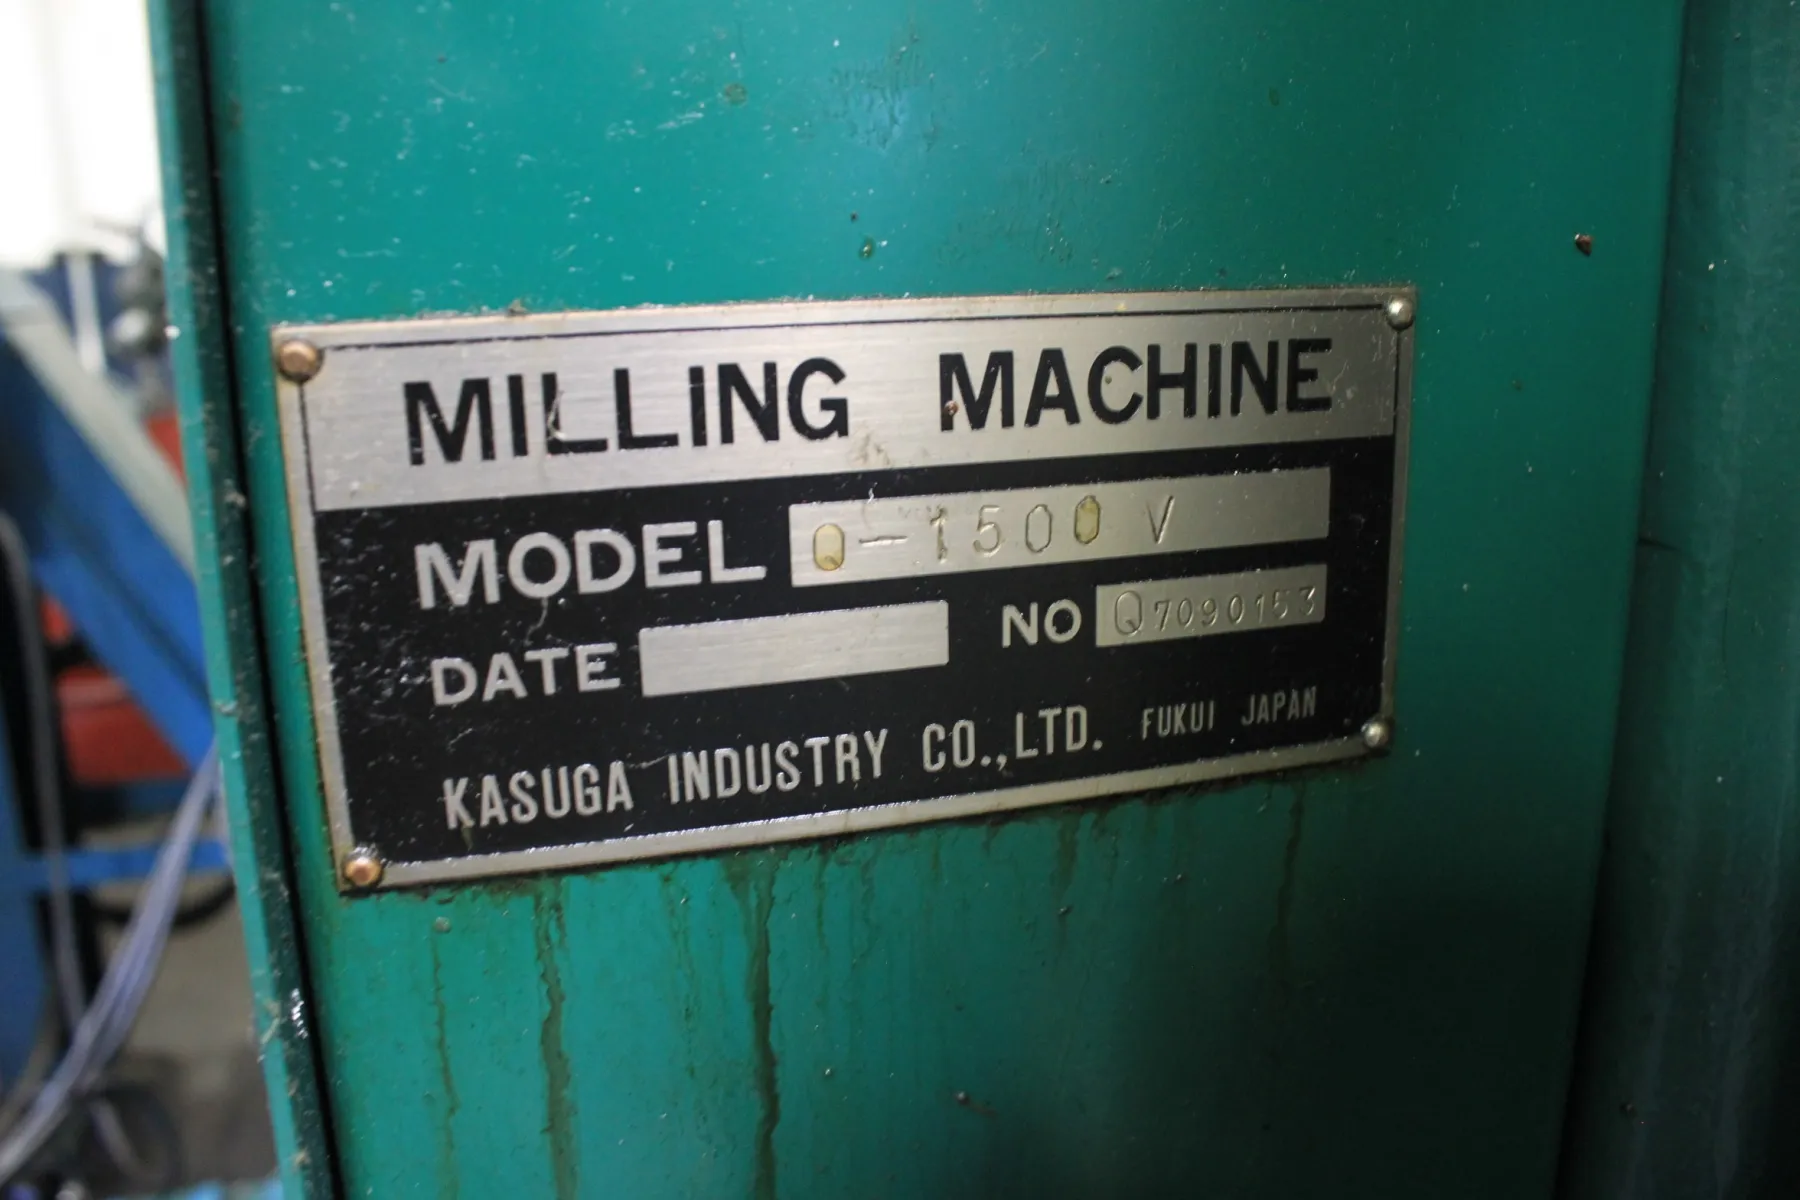 MILLING MACHINE
MODEL Q-1500 V
DATE NO Q7090153
KASUGA INDUSTRY CO., LTD. FUKUI JAPAN